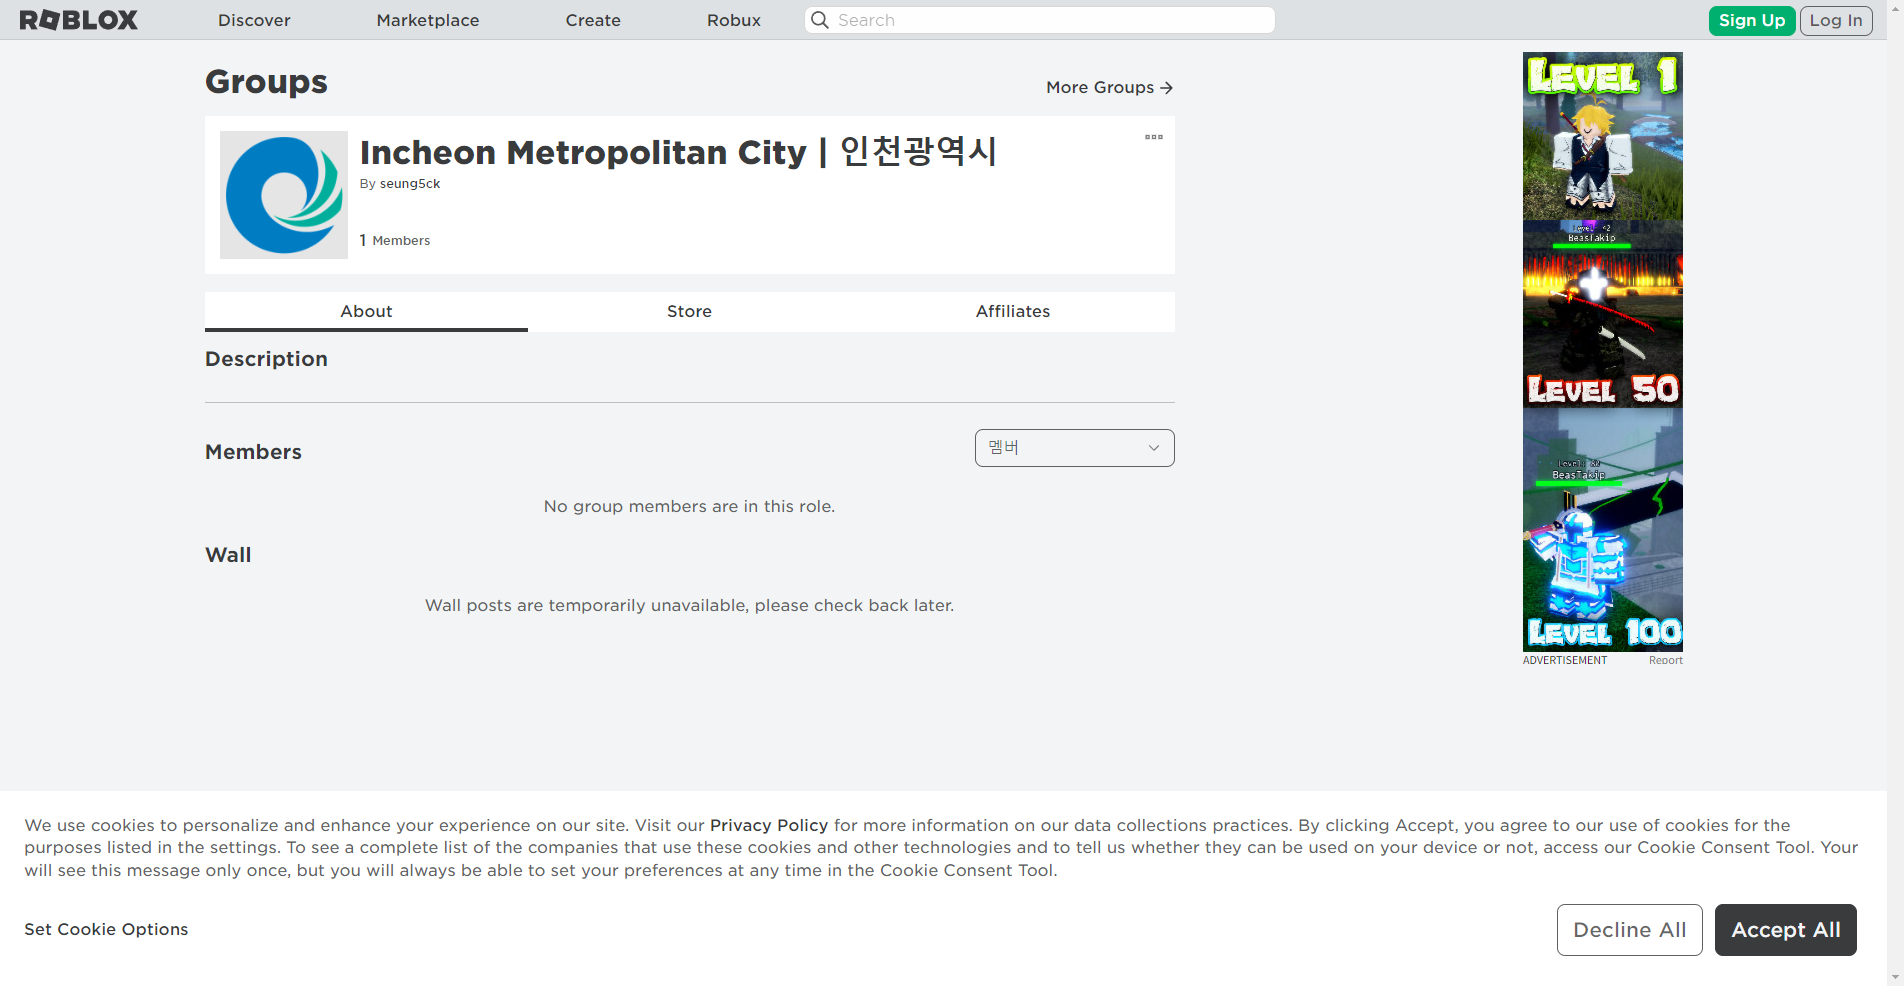 ROBLOX Discover Marketplace Create Robux Search Sign Up Log In
Groups
More Groups →
Incheon Metropolitan City | 인천광역시
By seung5ck
1 Members
About Store Affiliates
Description
Members
멤버
No group members are in this role.
Wall
Wall posts are temporarily unavailable, please check back later.
LEVEL 1
Level 42
BeasTakip
LEVEL 50
BeasTakip
LEVEL 100
ADVERTISEMENT Report
We use cookies to personalize and enhance your experience on our site. Visit our Privacy Policy for more information on our data collections practices. By clicking Accept, you agree to our use of cookies for the
purposes listed in the settings. To see a complete list of the companies that use these cookies and other technologies and to tell us whether they can be used on your device or not, access our Cookie Consent Tool. Your
will see this message only once, but you will always be able to set your preferences at any time in the Cookie Consent Tool.
Set Cookie Options
Decline All Accept All